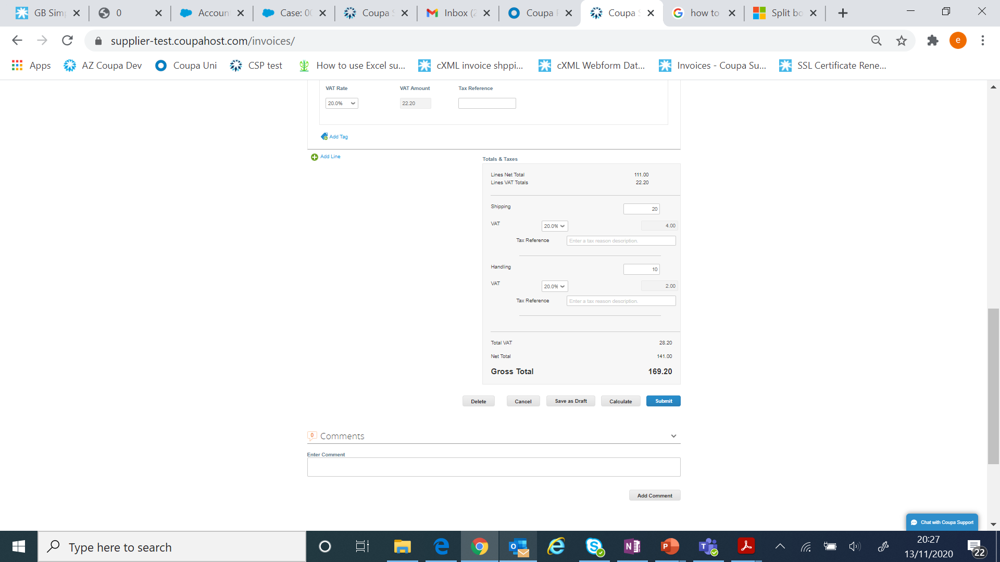 GB Sim
0
Accoun
Case: 00
Coupa S
Inbox (2
Coupa
Coupa S
how to
Split bo
supplier-test.coupahost.com/invoices/
e
Apps
AZ Coupa Dev
Coupa Uni
CSP test
How to use Excel su...
cXML invoice shppi...
cXML Webform Dat...
Invoices - Coupa Su...
SSL Certificate Rene...
VAT Rate VAT Amount Tax Reference
20.0% 22.20
Add Tag
Add Line
Totals & Taxes
Lines Net Total 111.00
Lines VAT Totals 22.20
Shipping 20
VAT 20.0% 4.00
Tax Reference Enter a tax reason description.
Handling 10
VAT 20.0% 2.00
Tax Reference Enter a tax reason description.
Total VAT 28.20
Net Total 141.00
Gross Total 169.20
Delete Cancel Save as Draft Calculate Submit
0 Comments
Enter Comment
Add Comment
Chat with Coupa Support
Type here to search
20:27
13/11/2020
22